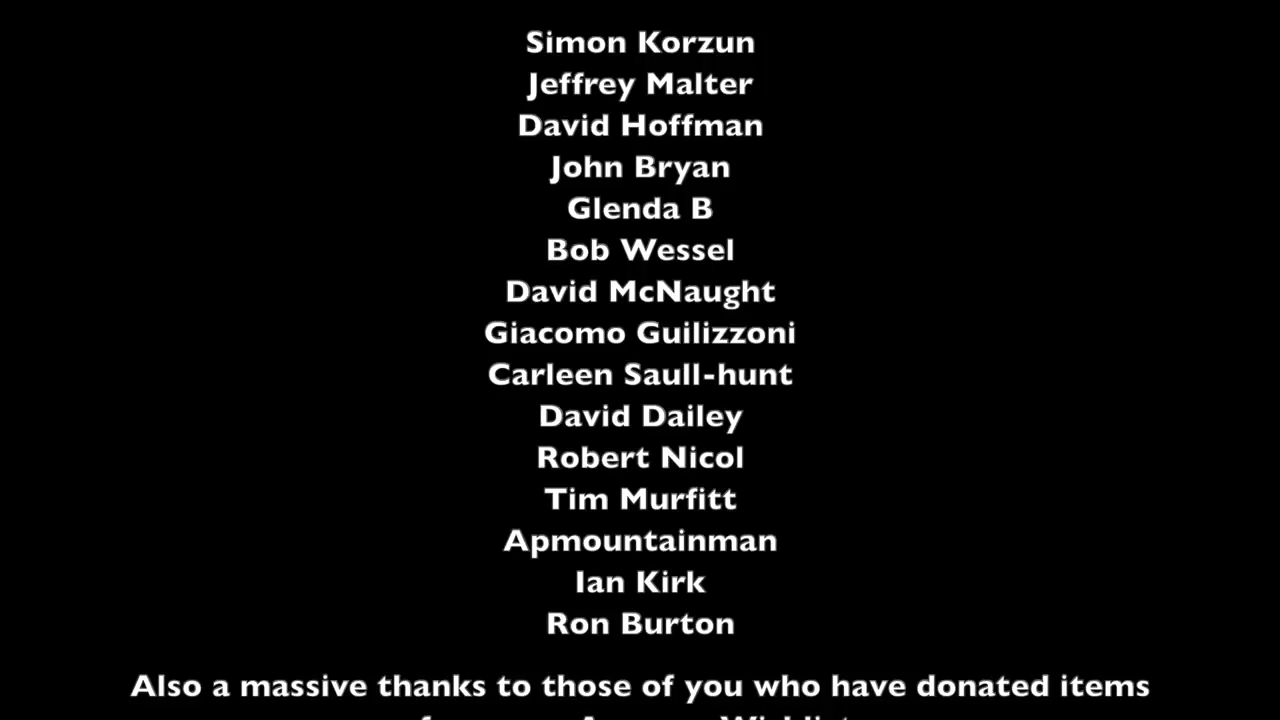 Simon Korzun
Jeffrey Malter
David Hoffman
John Bryan
Glenda B
Bob Wessel
David McNaught
Giacomo Guilizzoni
Carleen Saull-hunt
David Dailey
Robert Nicol
Tim Murfitt
Apmountainman
Ian Kirk
Ron Burton
Also a massive thanks to those of you who have donated items